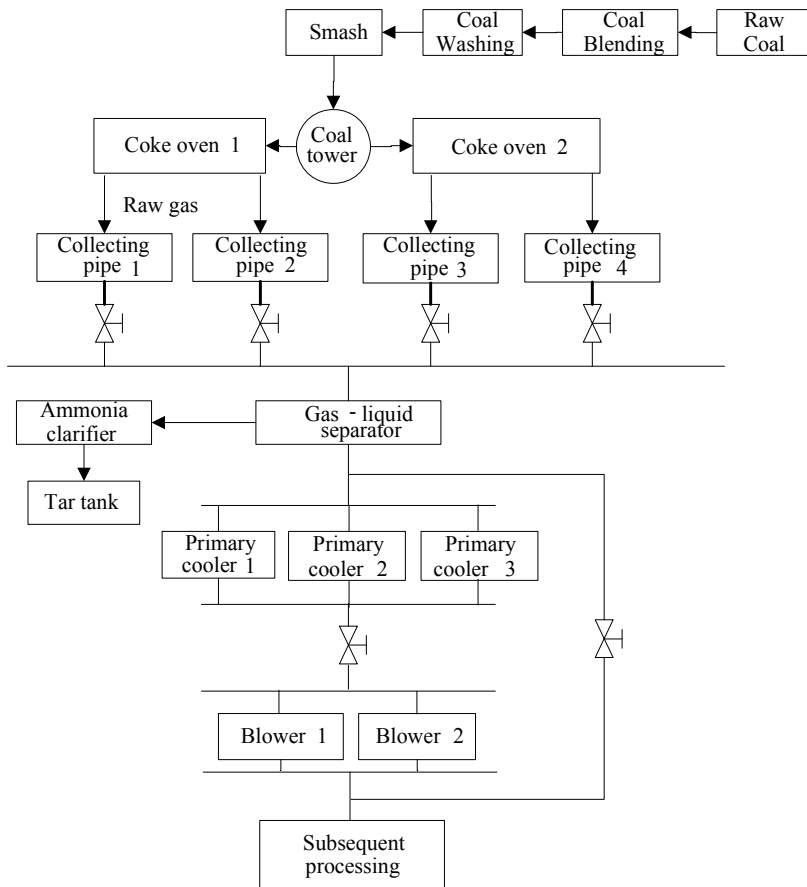 Smash
Coal
Washing
Coal
Blending
Raw
Coal
Coke oven 1
Coal
tower
Coke oven 2
Raw gas
Collecting
pipe 1
Collecting
pipe 2
Collecting
pipe 3
Collecting
pipe 4
Ammonia
clarifier
Gas - liquid
separator
Tar tank
Primary
cooler 1
Primary
cooler 2
Primary
cooler 3
Blower 1
Blower 2
Subsequent
processing